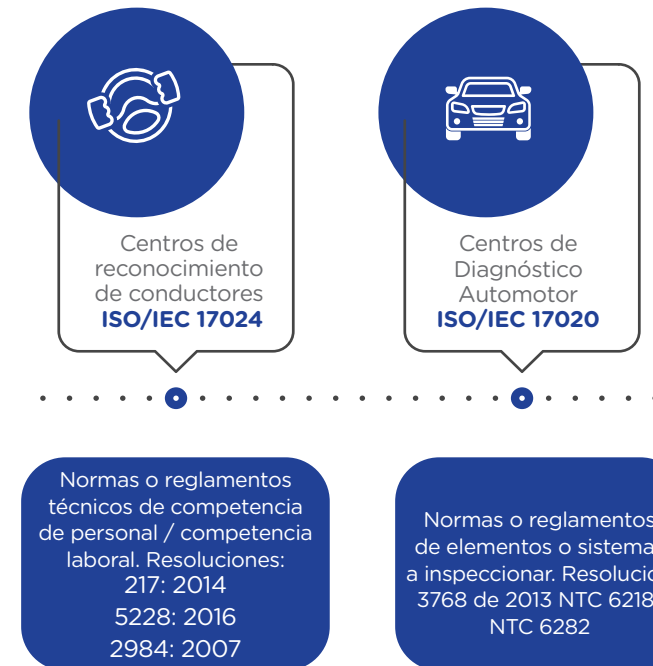 Centros de
reconocimiento
de conductores
ISO/IEC 17024
Centros de
Diagnóstico
Automotor
ISO/IEC 17020
Normas o reglamentos
técnicos de competencia
de personal / competencia
laboral. Resoluciones:
217: 2014
5228: 2016
2984: 2007
Normas o reglamentos
de elementos o sistema
a inspeccionar. Resolució
3768 de 2013 NTC 6218
NTC 6282